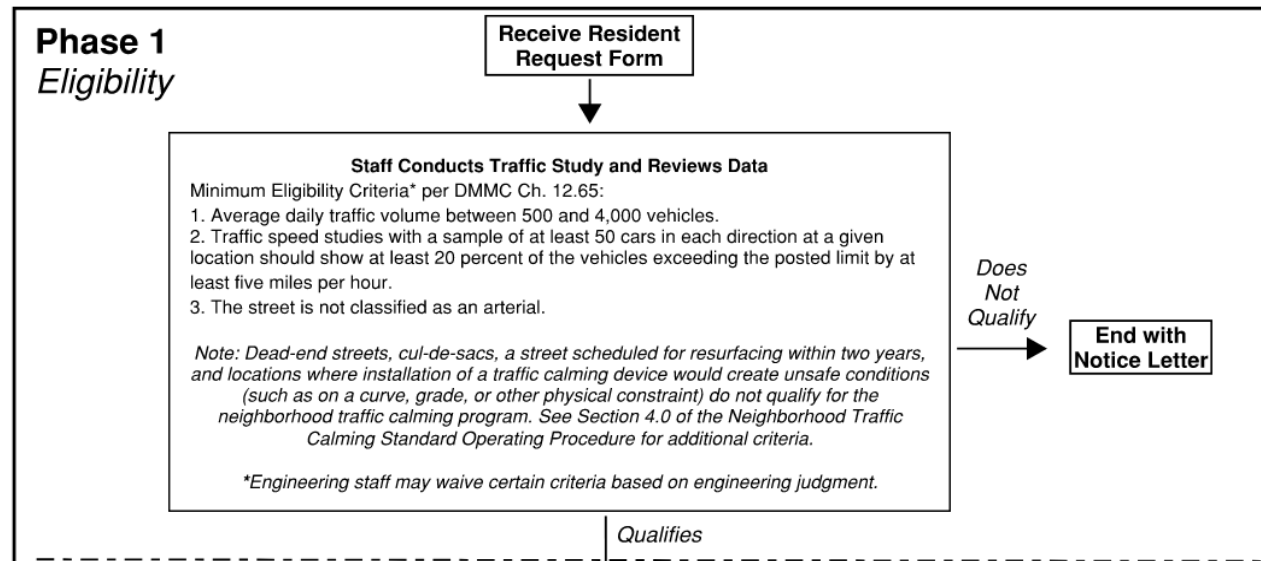 Phase 1
Eligibility
Receive Resident
Request Form
Staff Conducts Traffic Study and Reviews Data
Minimum Eligibility Criteria* per DMMC Ch. 12.65:
1. Average daily traffic volume between 500 and 4,000 vehicles.
2. Traffic speed studies with a sample of at least 50 cars in each direction at a given
location should show at least 20 percent of the vehicles exceeding the posted limit by at
least five miles per hour.
3. The street is not classified as an arterial.
Note: Dead-end streets, cul-de-sacs, a street scheduled for resurfacing within two years,
and locations where installation of a traffic calming device would create unsafe conditions
(such as on a curve, grade, or other physical constraint) do not qualify for the
neighborhood traffic calming program. See Section 4.0 of the Neighborhood Traffic
Calming Standard Operating Procedure for additional criteria.
*Engineering staff may waive certain criteria based on engineering judgment.
Does
Not
Qualify
End with
Notice Letter
Qualifies